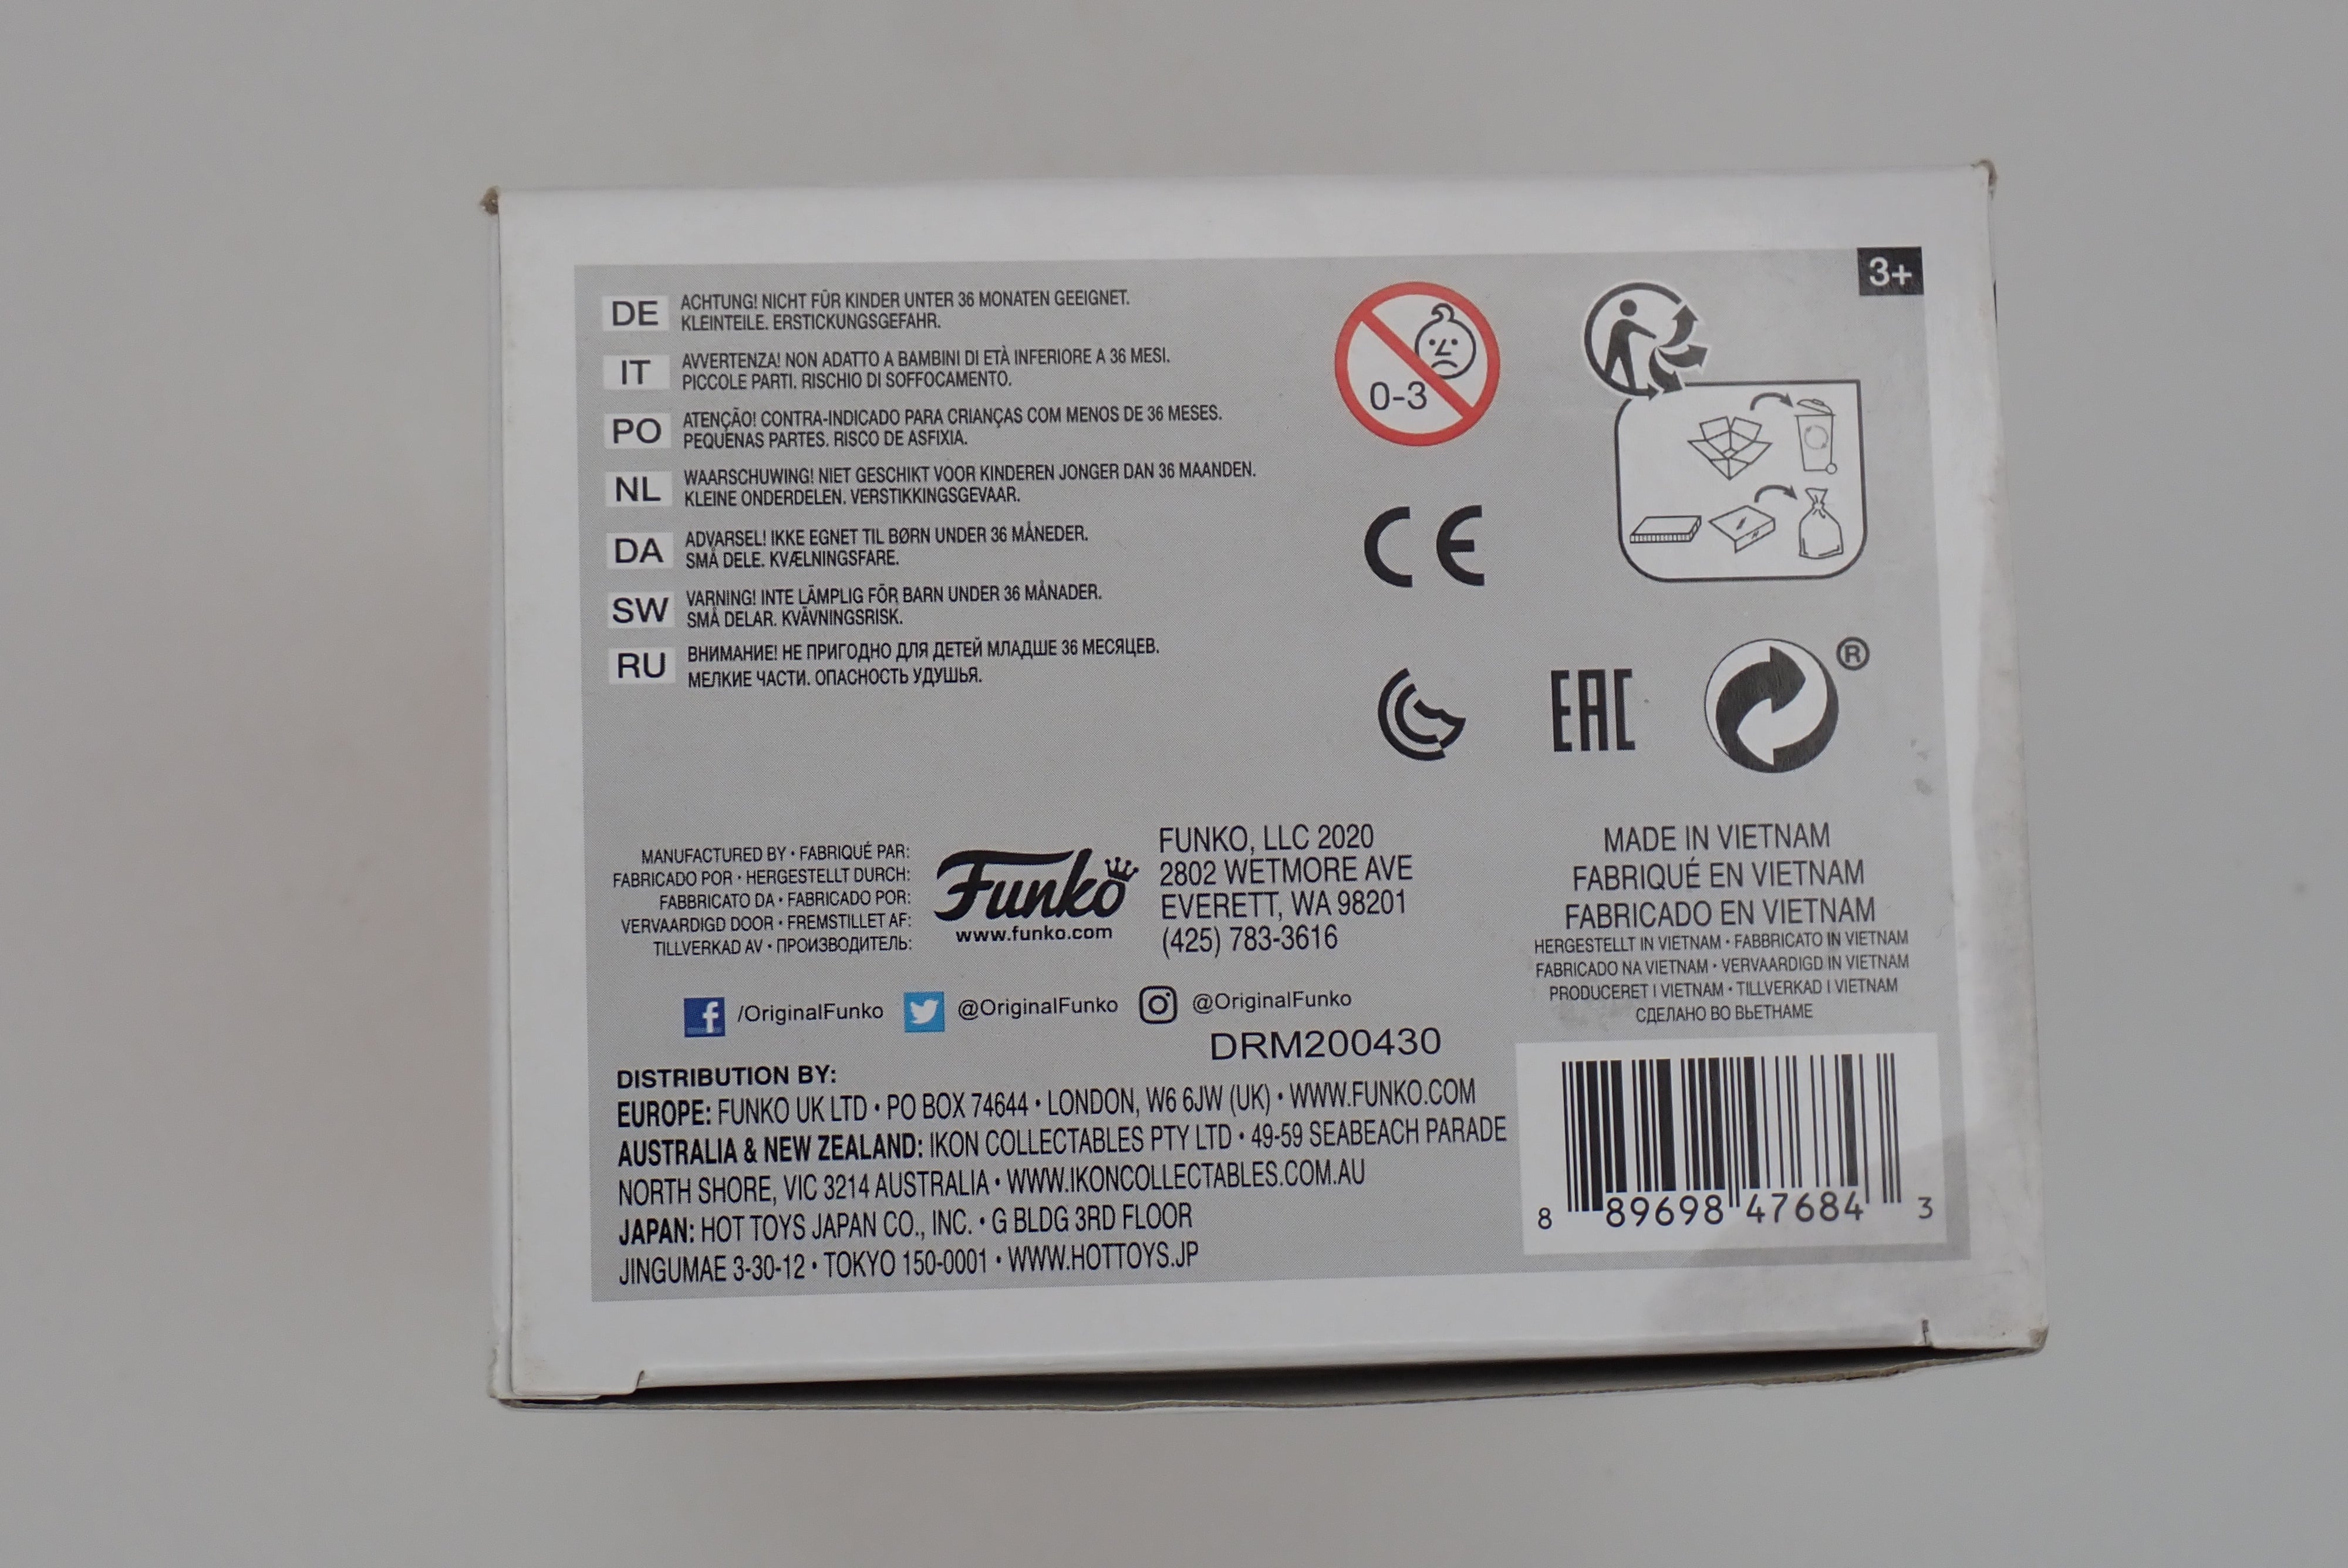 3+
DE
ACHTUNG! NICHT FÜR KINDER UNTER 36 MONATEN GEEIGNET.
KLEINTEILE. ERSTICKUNGSGEFAHR.
IT
AVVERTENZA! NON ADATTO A BAMBINI DI ETÀ INFERIORE A 36 MESI.
PICCOLE PARTI. RISCHIO DI SOFFOCAMENTO.
PO
ATENÇÃO! CONTRA-INDICADO PARA CRIANÇAS COM MENOS DE 36 MESES.
PEQUENAS PARTES. RISCO DE ASFIXIA.
NL
WAARSCHUWING! NIET GESCHIKT VOOR KINDEREN JONGER DAN 36 MAANDEN.
KLEINE ONDERDELEN. VERSTIKKINGSGEVAAR.
DA
ADVARSEL! IKKE EGNET TIL BØRN UNDER 36 MÅNEDER.
SMÅ DELE. KVÆLNINGSFARE.
SW
VARNING! INTE LÄMPLIG FÖR BARN UNDER 36 MÅNADER.
SMÅ DELAR. KVÄVNINGSRISK.
RU
ВНИМАНИЕ! НЕ ПРИГОДНО ДЛЯ ДЕТЕЙ МЛАДШЕ 36 МЕСЯЦЕВ.
МЕЛКИЕ ЧАСТИ. ОПАСНОСТЬ УДУШЬЯ.
0-3
CE
EAC
®
MANUFACTURED BY • FABRIQUÉ PAR:
FABRICADO POR • HERGESTELLT DURCH:
FABBRICATO DA • FABRICADO POR:
VERVAARDIGD DOOR • FREMSTILLET AF:
TILLVERKAD AV • ПРОИЗВОДИТЕЛЬ:
Funko
www.funko.com
FUNKO, LLC 2020
2802 WETMORE AVE
EVERETT, WA 98201
(425) 783-3616
MADE IN VIETNAM
FABRIQUÉ EN VIETNAM
FABRICADO EN VIETNAM
HERGESTELLT IN VIETNAM • FABBRICATO IN VIETNAM
FABRICADO NA VIETNAM • VERVAARDIGD IN VIETNAM
PRODUCERET I VIETNAM • TILLVERKAD I VIETNAM
СДЕЛАНО ВО ВЬЕТНАМЕ
/OriginalFunko @OriginalFunko @OriginalFunko
DRM200430
DISTRIBUTION BY:
EUROPE: FUNKO UK LTD • PO BOX 74644 • LONDON, W6 6JW (UK) • WWW.FUNKO.COM
AUSTRALIA & NEW ZEALAND: IKON COLLECTABLES PTY LTD • 49-59 SEABEACH PARADE
NORTH SHORE, VIC 3214 AUSTRALIA • WWW.IKONCOLLECTABLES.COM.AU
JAPAN: HOT TOYS JAPAN CO., INC. • G BLDG 3RD FLOOR
JINGUMAE 3-30-12 • TOKYO 150-0001 • WWW.HOTTOYS.JP
8 89698 47684 3